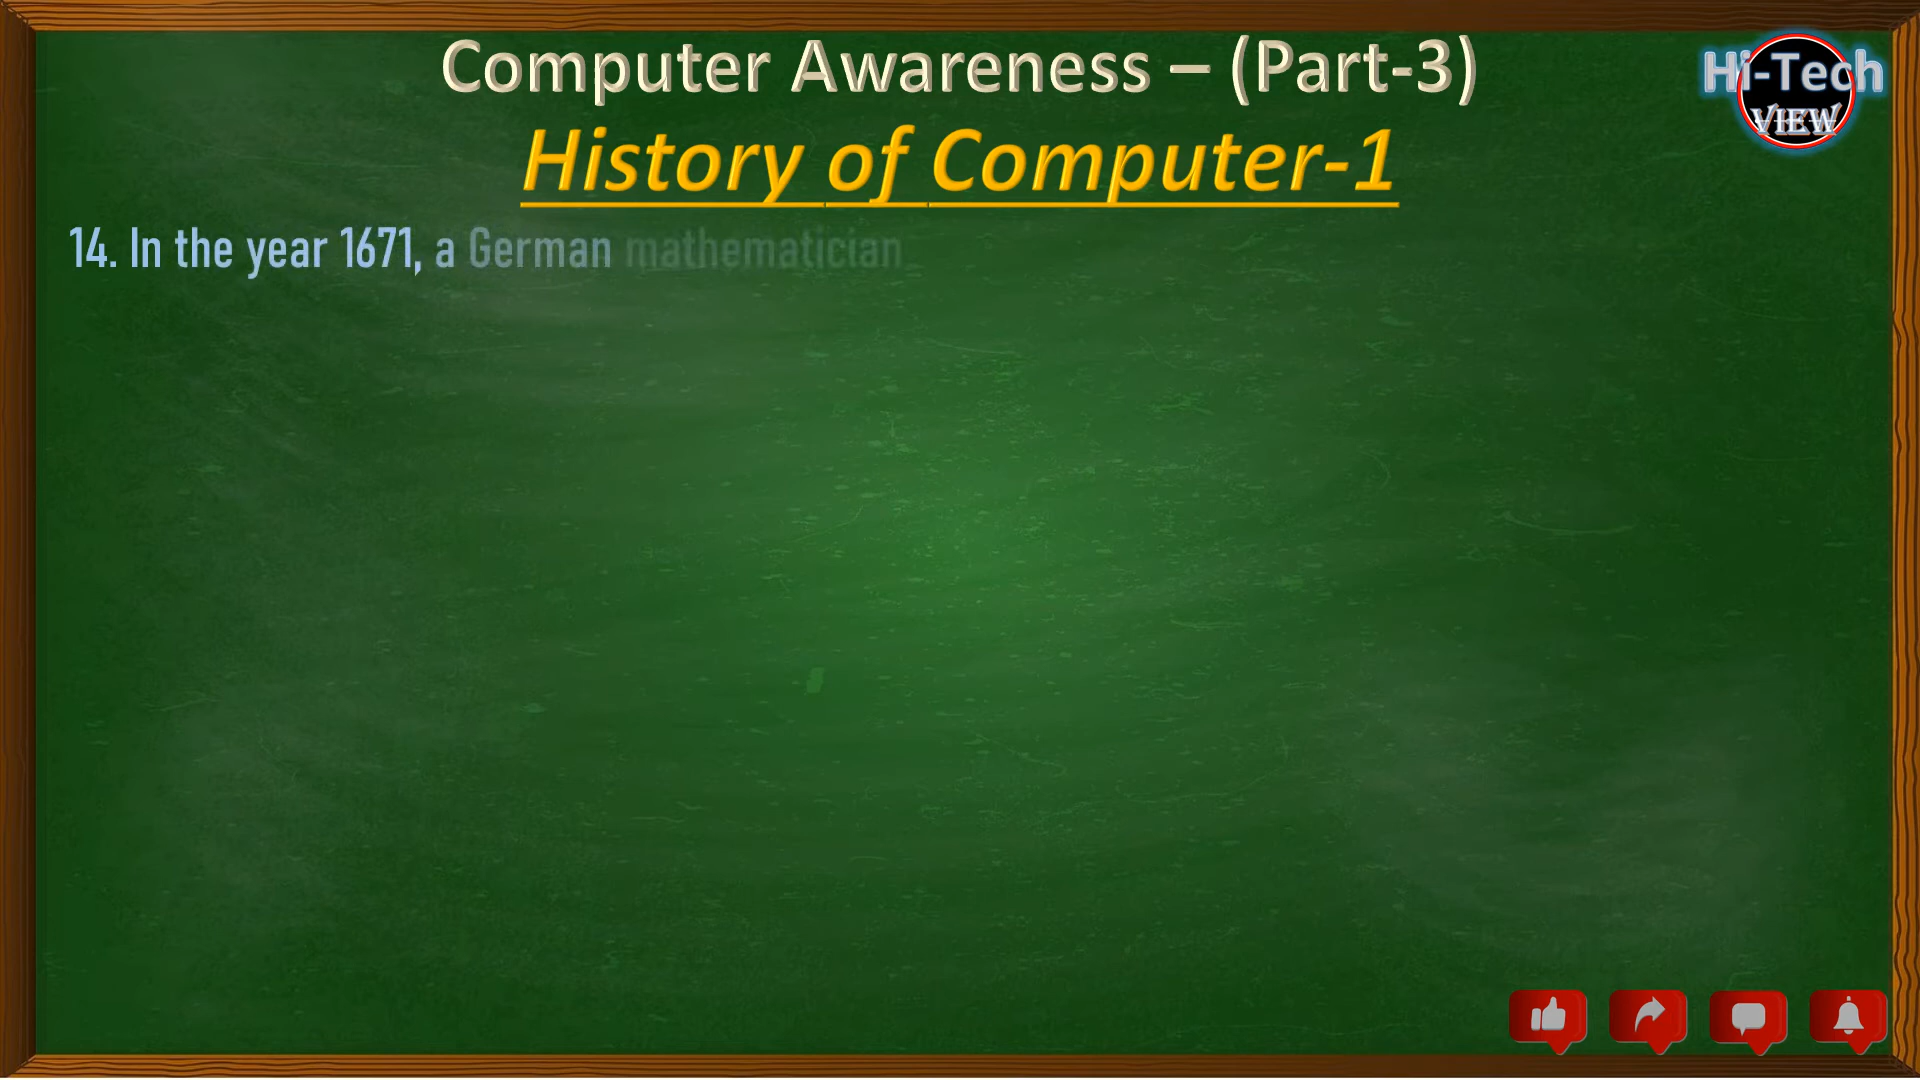 Computer Awareness – (Part-3)
Hi-Tech
VIEW
History of Computer-1
14. In the year 1671, a German mathematician